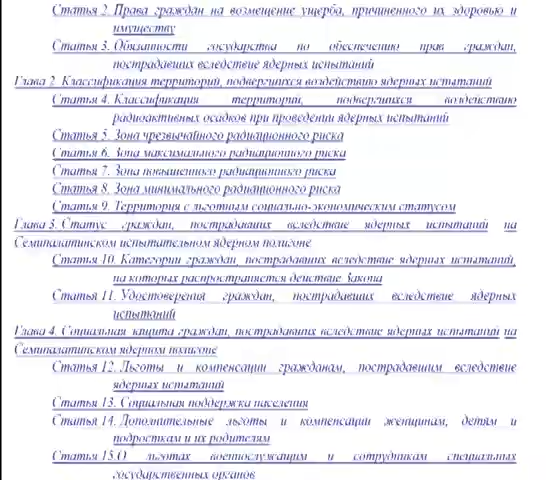 Статья 2. Права граждан на возмещение ущерба, причиненного их здоровью и
имуществу
Статья 3. Обязанности государства по обеспечению прав граждан,
пострадавших вследствие ядерных испытаний
Глава 2. Классификация территорий, подвергшихся воздействию ядерных испытаний
Статья 4. Классификация территорий, подвергшихся воздействию
радиоактивных осадков при проведении ядерных испытаний
Статья 5. Зона чрезвычайного радиационного риска
Статья 6. Зона максимального радиационного риска
Статья 7. Зона повышенного радиационного риска
Статья 8. Зона минимального радиационного риска
Статья 9. Территория с льготным социально-экономическим статусом
Глава 3. Статус граждан, пострадавших вследствие ядерных испытаний на
Семипалатинском испытательном ядерном полигоне
Статья 10. Категории граждан, пострадавших вследствие ядерных испытаний,
на которых распространяется действие Закона
Статья 11. Удостоверения граждан, пострадавших вследствие ядерных
испытаний
Глава 4. Социальная защита граждан, пострадавших вследствие ядерных испытаний на
Семипалатинском ядерном полигоне
Статья 12. Льготы и компенсации гражданам, пострадавшим вследствие
ядерных испытаний
Статья 13. Социальная поддержка населения
Статья 14. Дополнительные льготы и компенсации женщинам, детям и
подросткам и их родителям
Статья 15.О льготах военнослужащим и сотрудникам специальных
государственных органов